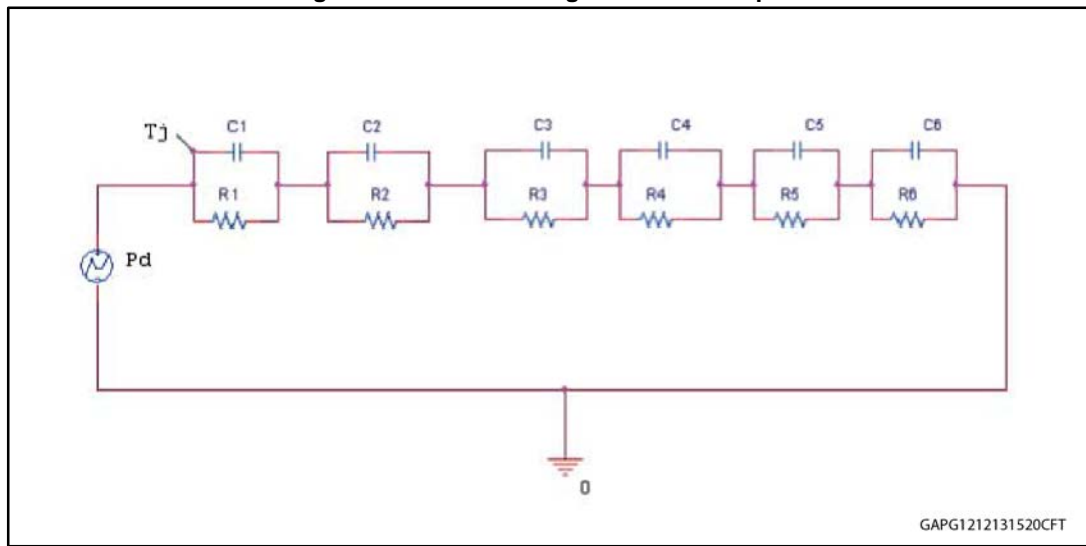 Tj
C1 C2 C3 C4 C5 C6
R1 R2 R3 R4 R5 R6
Pd
0
GAPG1212131520CFT